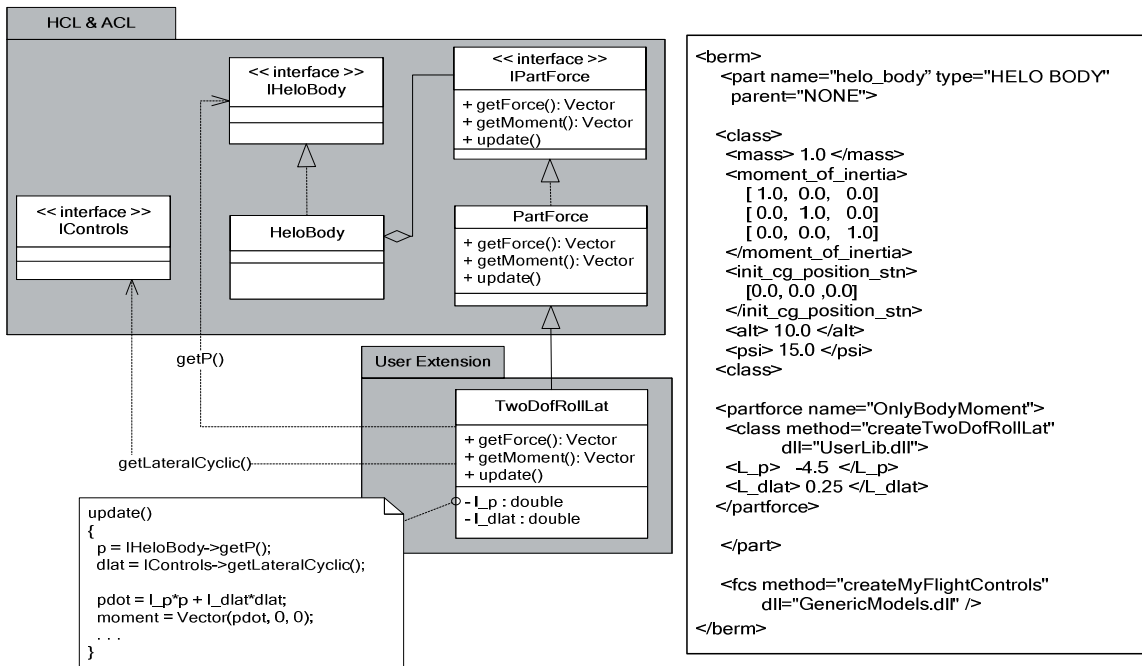 HCL & ACL
<< interface >>
IHeloBody
<< interface >>
IPartForce
+ getForce(): Vector
+ getMoment(): Vector
+ update()
<< interface >>
IControls
HeloBody
PartForce
+ getForce(): Vector
+ getMoment(): Vector
+ update()
getP()
User Extension
TwoDofRollLat
+ getForce(): Vector
+ getMoment(): Vector
+ update()
- l_p : double
- l_dlat : double
getLateralCyclic()
update()
{
p = IHeloBody->getP();
dlat = IControls->getLateralCyclic();
pdot = l_p*p + l_dlat*dlat;
moment = Vector(pdot, 0, 0);
. . .
}
<berm>
<part name="helo_body" type="HELO BODY"
parent="NONE">
<class>
<mass> 1.0 </mass>
<moment_of_inertia>
[ 1.0, 0.0, 0.0]
[ 0.0, 1.0, 0.0]
[ 0.0, 0.0, 1.0]
</moment_of_inertia>
<init_cg_position_stn>
[0.0, 0.0 ,0.0]
</init_cg_position_stn>
<alt> 10.0 </alt>
<psi> 15.0 </psi>
<class>
<partforce name="OnlyBodyMoment">
<class method="createTwoDofRollLat"
dll="UserLib.dll">
<L_p> -4.5 </L_p>
<L_dlat> 0.25 </L_dlat>
</partforce>
</part>
<fcs method="createMyFlightControls"
dll="GenericModels.dll" />
</berm>